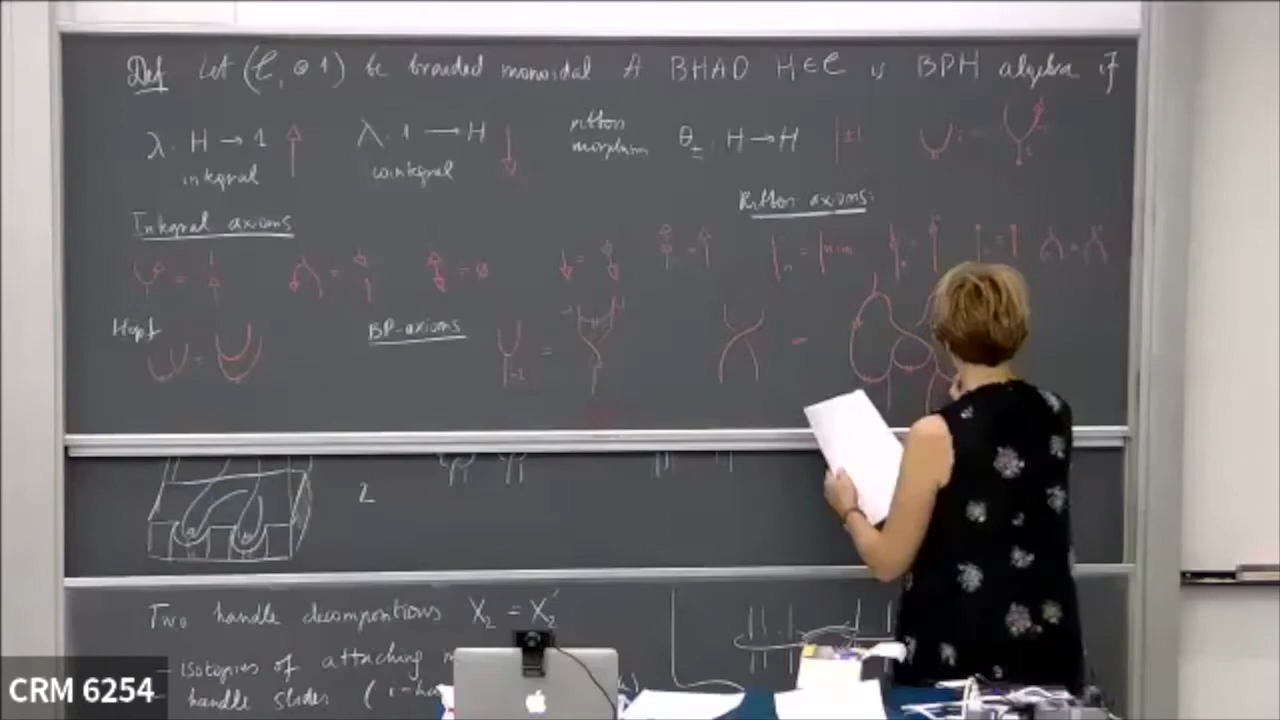 Def Let (C, ⊗ 1) be braided monoidal A BHAD H∈C is BPH algebra if
λ. H → 1 λ. 1 → H ribbon morphism θ± : H → H
integral cointegral
Ribbon axioms:
Integral axioms
Hopf BP-axioms
2
Two handle decompositions X₂ = X₂'
- isotopies of attaching
- handle slides (1-ha
CRM 6254